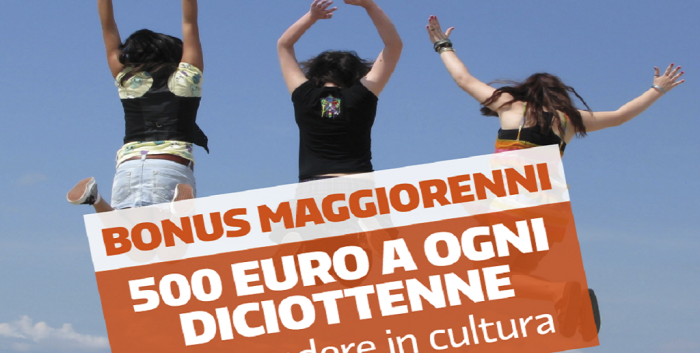 BONUS MAGGIORENNI
500 EURO A OGNI
DICIOTTENNE
in cultura